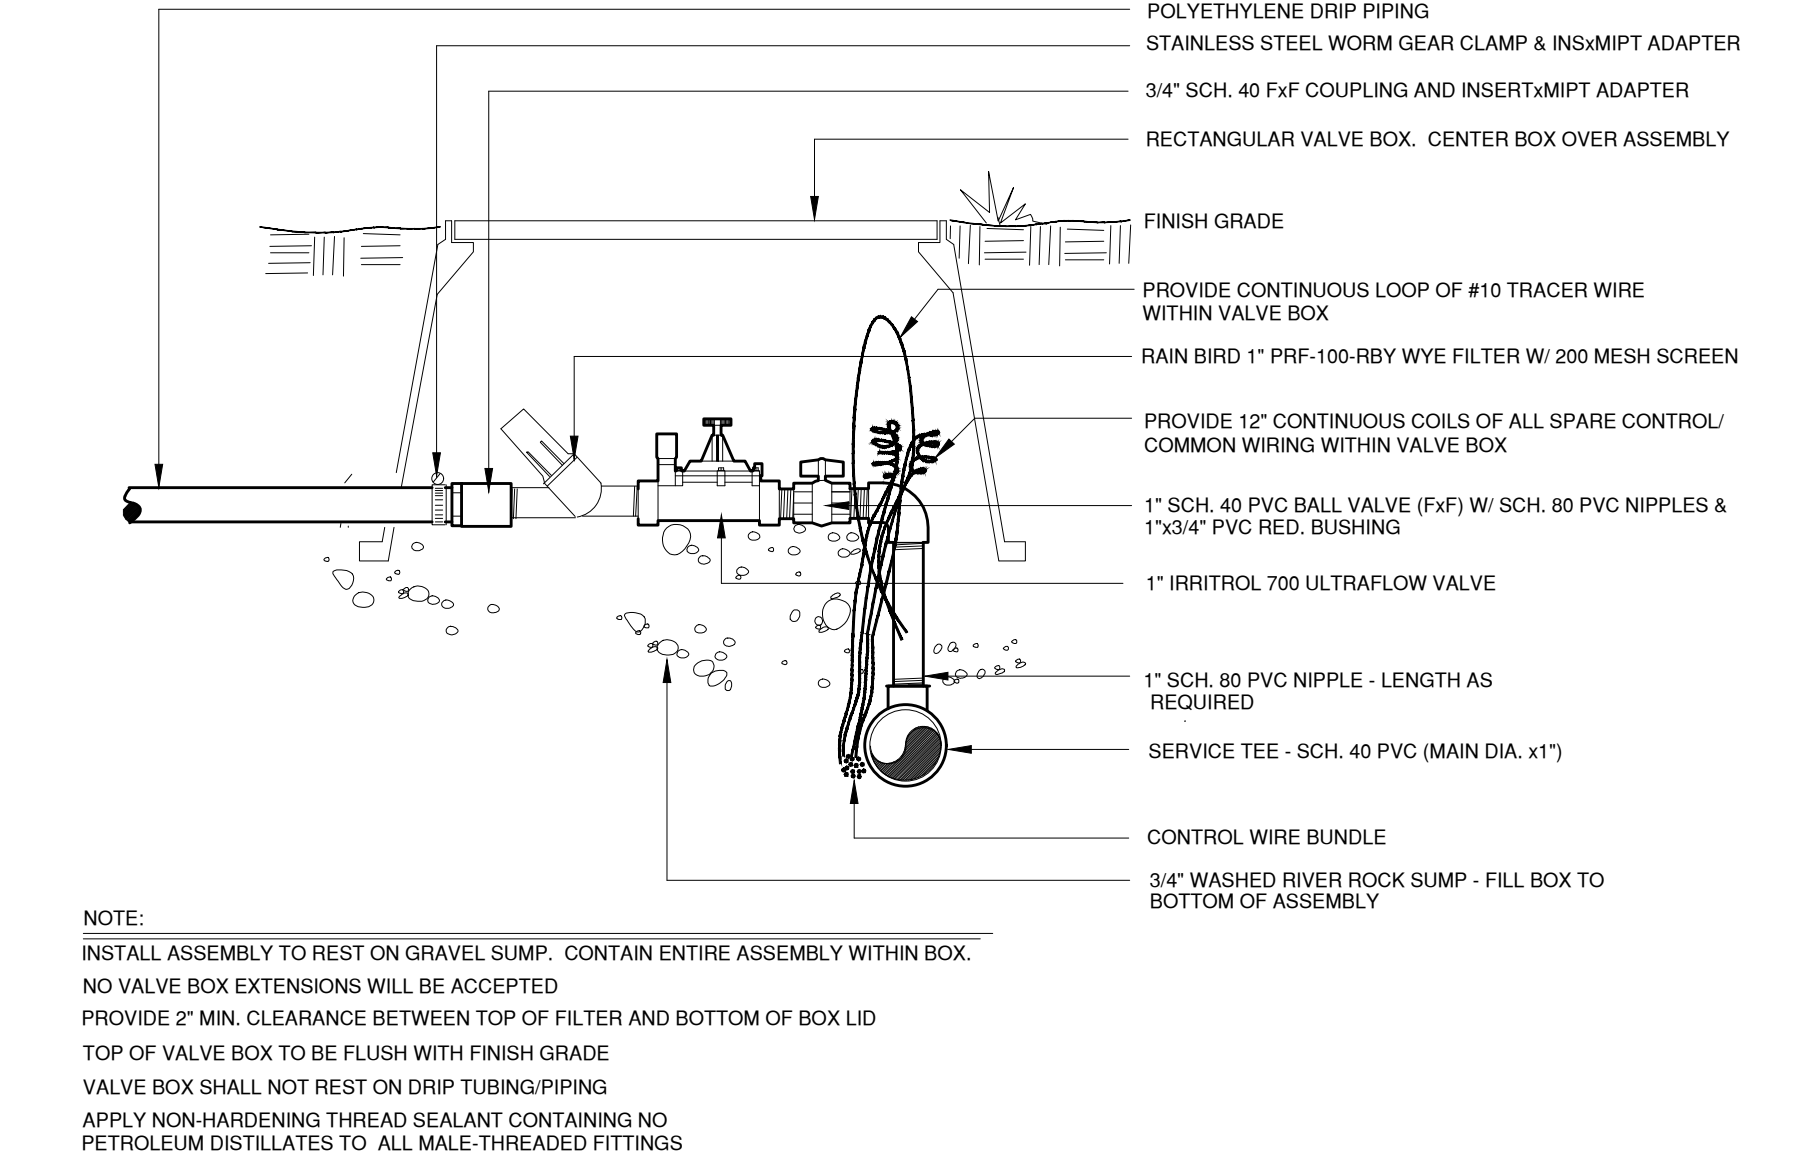 POLYETHYLENE DRIP PIPING
STAINLESS STEEL WORM GEAR CLAMP & INSxMIPT ADAPTER
3/4" SCH. 40 FxF COUPLING AND INSERTxMIPT ADAPTER
RECTANGULAR VALVE BOX.  CENTER BOX OVER ASSEMBLY
FINISH GRADE
PROVIDE CONTINUOUS LOOP OF #10 TRACER WIRE
WITHIN VALVE BOX
RAIN BIRD 1" PRF-100-RBY WYE FILTER W/ 200 MESH SCREEN
PROVIDE 12" CONTINUOUS COILS OF ALL SPARE CONTROL/
COMMON WIRING WITHIN VALVE BOX
1" SCH. 40 PVC BALL VALVE (FxF) W/ SCH. 80 PVC NIPPLES &
1"x3/4" PVC RED. BUSHING
1" IRRITROL 700 ULTRAFLOW VALVE
1" SCH. 80 PVC NIPPLE - LENGTH AS
REQUIRED
SERVICE TEE - SCH. 40 PVC (MAIN DIA. x1")
CONTROL WIRE BUNDLE
3/4" WASHED RIVER ROCK SUMP - FILL BOX TO
BOTTOM OF ASSEMBLY
NOTE:
INSTALL ASSEMBLY TO REST ON GRAVEL SUMP.  CONTAIN ENTIRE ASSEMBLY WITHIN BOX.
NO VALVE BOX EXTENSIONS WILL BE ACCEPTED
PROVIDE 2" MIN. CLEARANCE BETWEEN TOP OF FILTER AND BOTTOM OF BOX LID
TOP OF VALVE BOX TO BE FLUSH WITH FINISH GRADE
VALVE BOX SHALL NOT REST ON DRIP TUBING/PIPING
APPLY NON-HARDENING THREAD SEALANT CONTAINING NO
PETROLEUM DISTILLATES TO  ALL MALE-THREADED FITTINGS